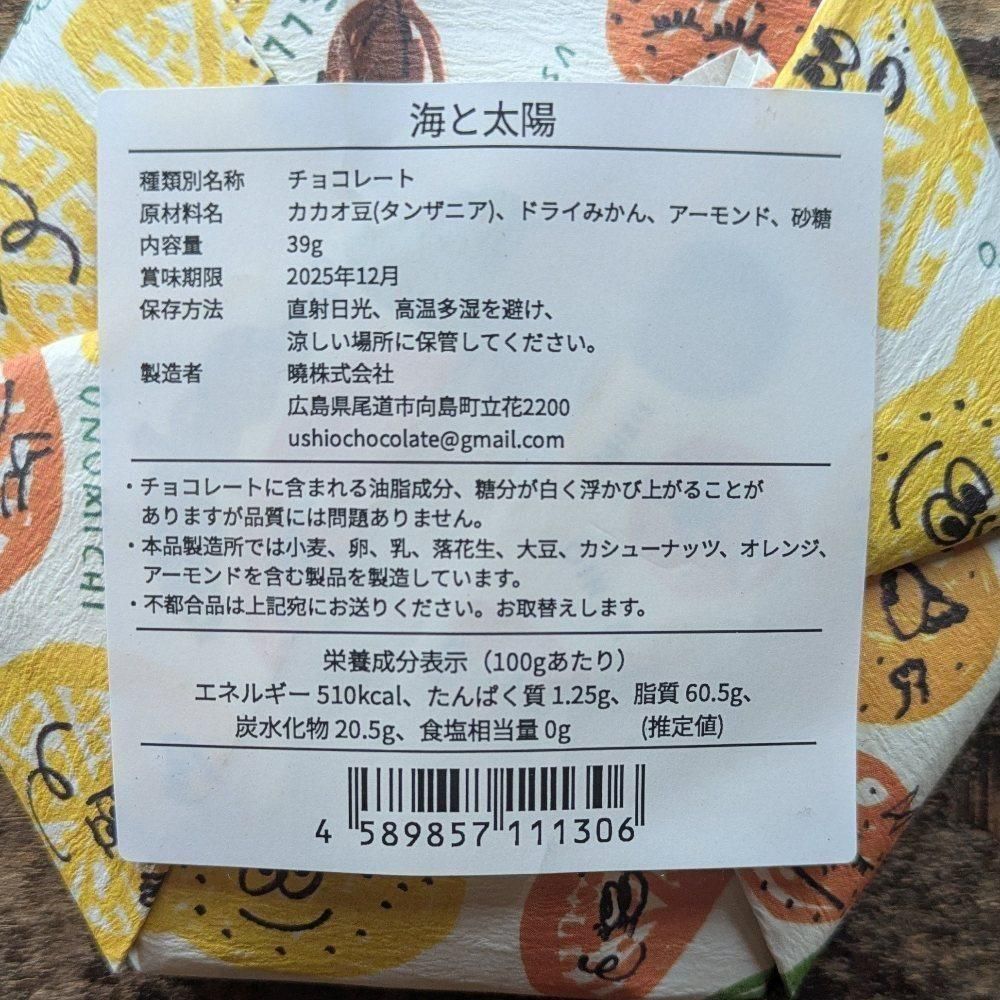 海と太陽
種類別名称 チョコレート
原材料名 カカオ豆(タンザニア)、ドライみかん、アーモンド、砂糖
内容量 39g
賞味期限 2025年12月
保存方法 直射日光、高温多湿を避け、
涼しい場所に保管してください。
製造者 曉株式会社
広島県尾道市向島町立花2200
ushiochocolate@gmail.com
・チョコレートに含まれる油脂成分、糖分が白く浮かび上がることが
ありますが品質には問題ありません。
・本品製造所では小麦、卵、乳、落花生、大豆、カシューナッツ、オレンジ、
アーモンドを含む製品を製造しています。
・不都合品は上記宛にお送りください。お取替えします。
栄養成分表示（100gあたり）
エネルギー 510kcal、たんぱく質 1.25g、脂質 60.5g、
炭水化物 20.5g、食塩相当量 0g (推定値)
4 589857 111306
ONOMICHI